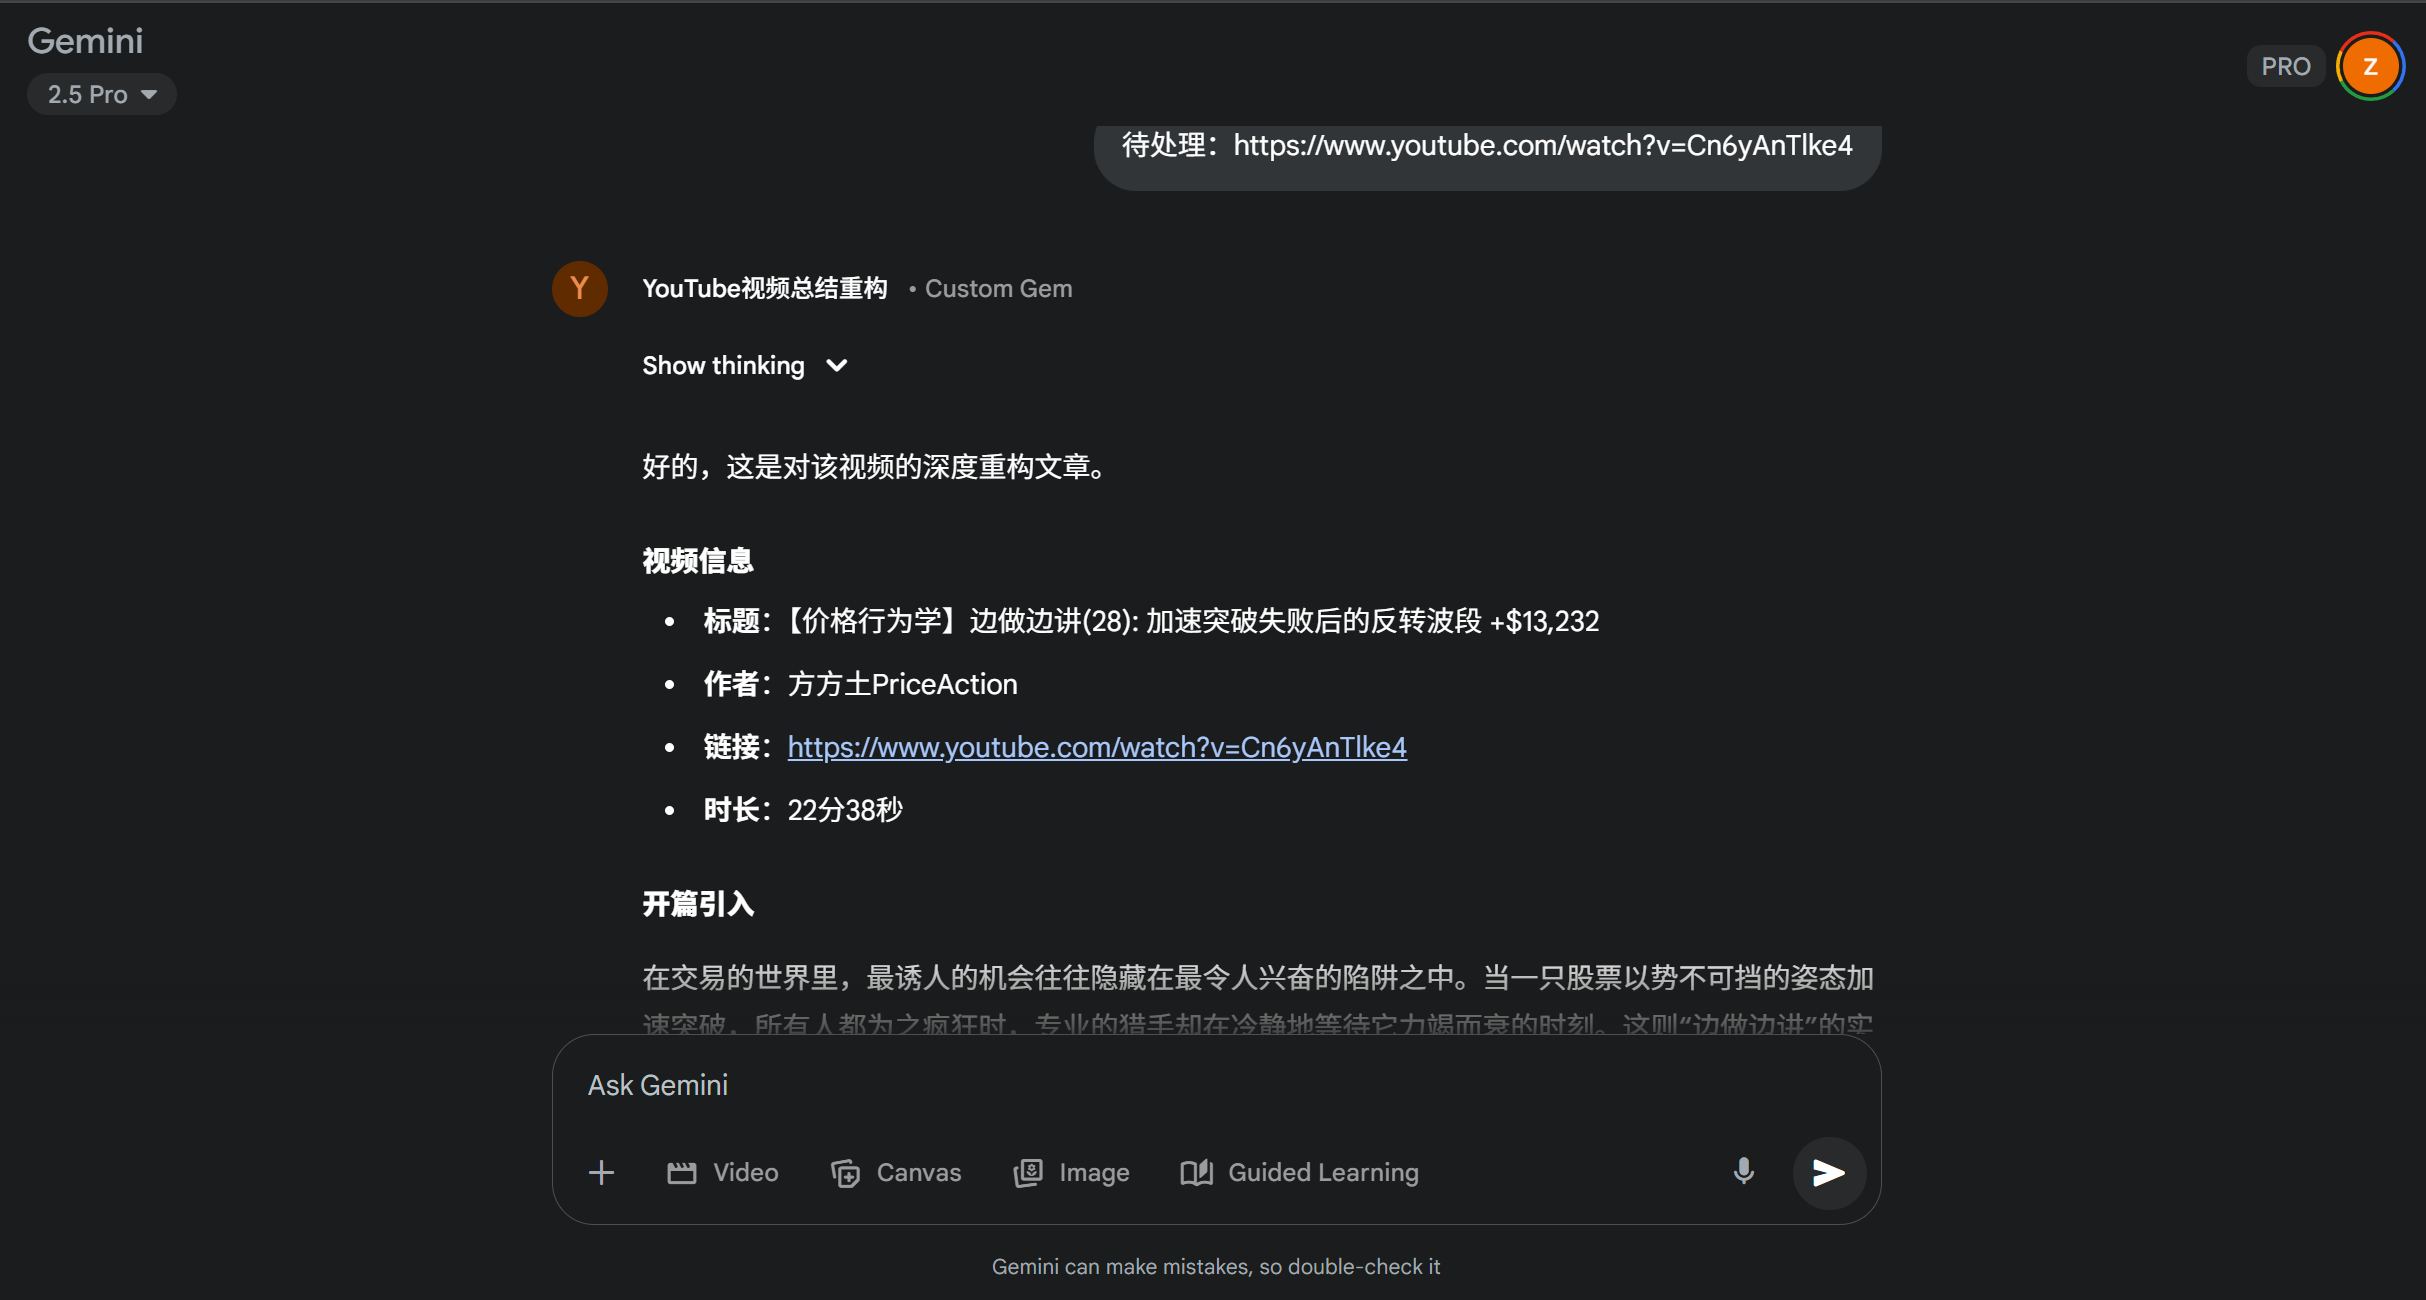 Gemini
2.5 Pro
PRO
Z
待处理：https://www.youtube.com/watch?v=Cn6yAnTlke4
Y
YouTube视频总结重构 • Custom Gem
Show thinking
好的，这是对该视频的深度重构文章。
视频信息
• 标题：【价格行为学】边做边讲(28): 加速突破失败后的反转波段 +$13,232
• 作者：方方土PriceAction
• 链接：https://www.youtube.com/watch?v=Cn6yAnTlke4
• 时长：22分38秒
开篇引入
在交易的世界里，最诱人的机会往往隐藏在最令人兴奋的陷阱之中。当一只股票以势不可挡的姿态加
速突破，所有人都为之疯狂时，专业的猎手却在冷静地等待它力竭而衰的时刻。这则“边做边讲”的实
Ask Gemini
Video
Canvas
Image
Guided Learning
Gemini can make mistakes, so double-check it